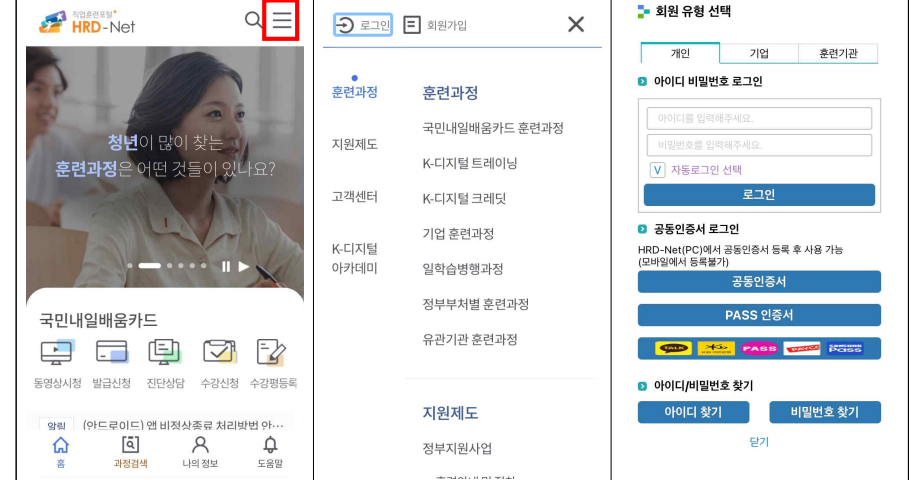 직업훈련포털
HRD-Net
청년이 많이 찾는
훈련과정은 어떤 것들이 있나요?
국민내일배움카드
동영상시청 발급신청 진단상담 수강신청 수강평등록
알림 (안드로이드) 앱 비정상종료 처리방법 안…
홈 과정검색 나의 정보 도움말
로그인 회원가입
훈련과정
지원제도
고객센터
K-디지털
아카데미
훈련과정
국민내일배움카드 훈련과정
K-디지털 트레이닝
K-디지털 크레딧
기업 훈련과정
일학습병행과정
정부부처별 훈련과정
유관기관 훈련과정
지원제도
정부지원사업
회원 유형 선택
개인 기업 훈련기관
아이디 비밀번호 로그인
아이디를 입력해주세요.
비밀번호를 입력해주세요.
V 자동로그인 선택
로그인
공동인증서 로그인
HRD-Net(PC)에서 공동인증서 등록 후 사용 가능
(모바일에서 등록불가)
공동인증서
PASS 인증서
TALK PASS PAYCO SAMSUNG PASS
아이디/비밀번호 찾기
아이디 찾기 비밀번호 찾기
닫기